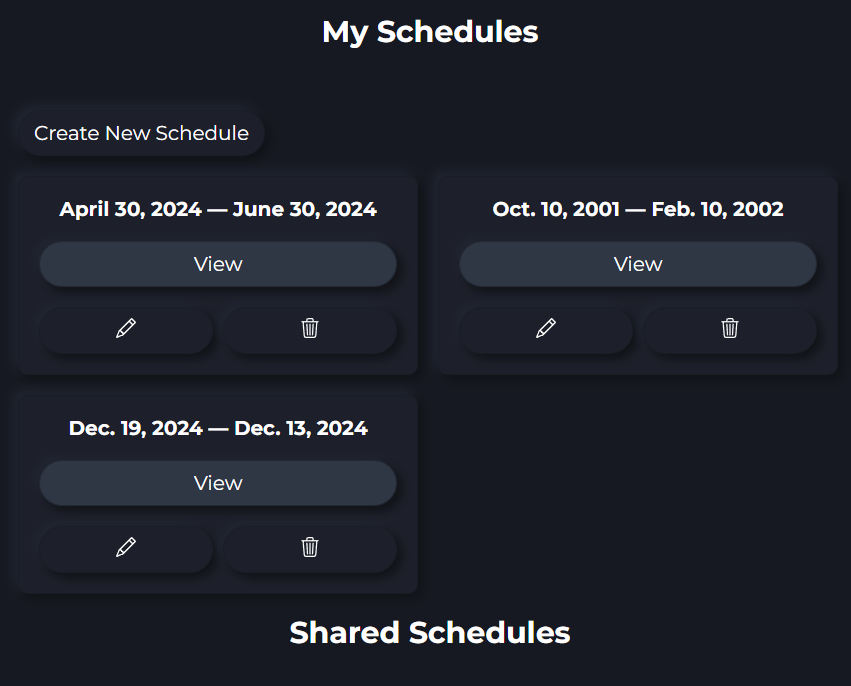 My Schedules
Create New Schedule
April 30, 2024 — June 30, 2024
View
Oct. 10, 2001 — Feb. 10, 2002
View
Dec. 19, 2024 — Dec. 13, 2024
View
Shared Schedules